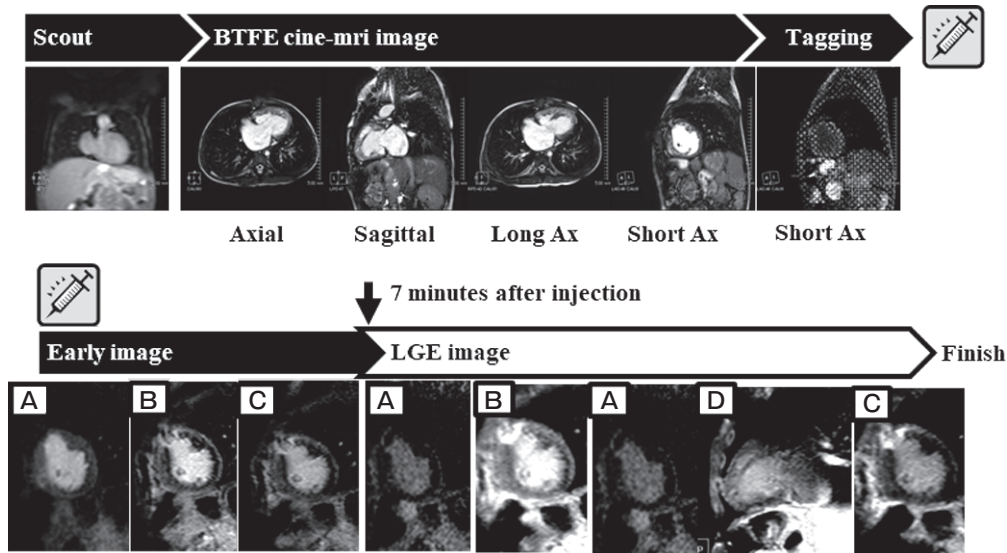 Scout
BTFE cine-mri image
Tagging
Axial
Sagittal
Long Ax
Short Ax
Short Ax
7 minutes after injection
Early image
LGE image
Finish
A
B
C
A
B
A
D
C
P